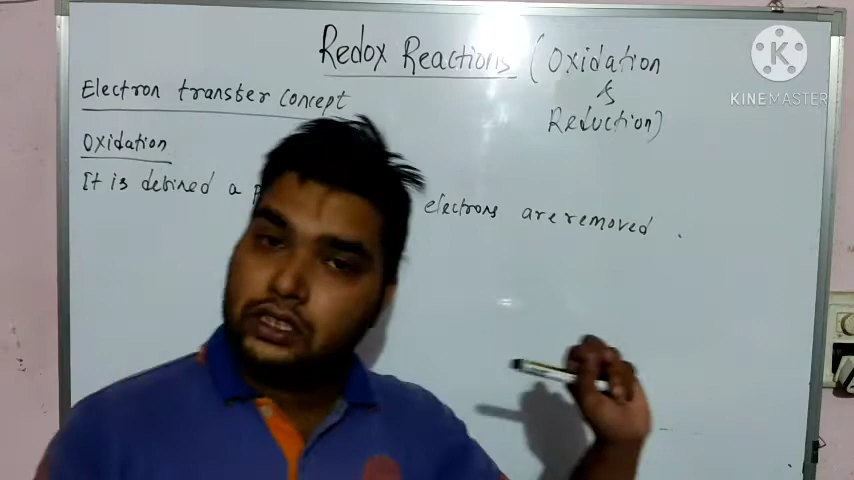 Redox Reactions (Oxidation
&
Reduction)
Electron transfer concept
Oxidation
It is defined a electrons are removed .
KINEMASTER